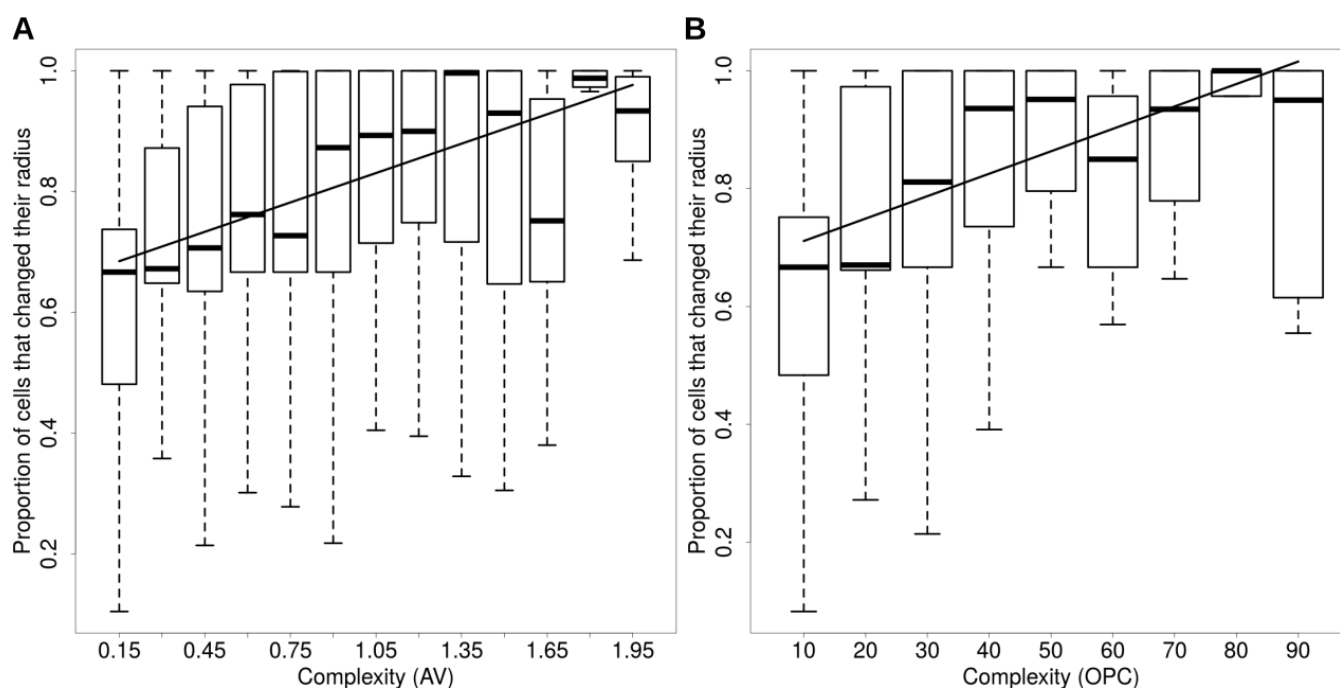 A
Proportion of cells that changed their radius
1.0
0.8
0.6
0.4
0.2
0.15 0.45 0.75 1.05 1.35 1.65 1.95
Complexity (AV)
B
Proportion of cells that changed their radius
1.0
0.8
0.6
0.4
0.2
10 20 30 40 50 60 70 80 90
Complexity (OPC)